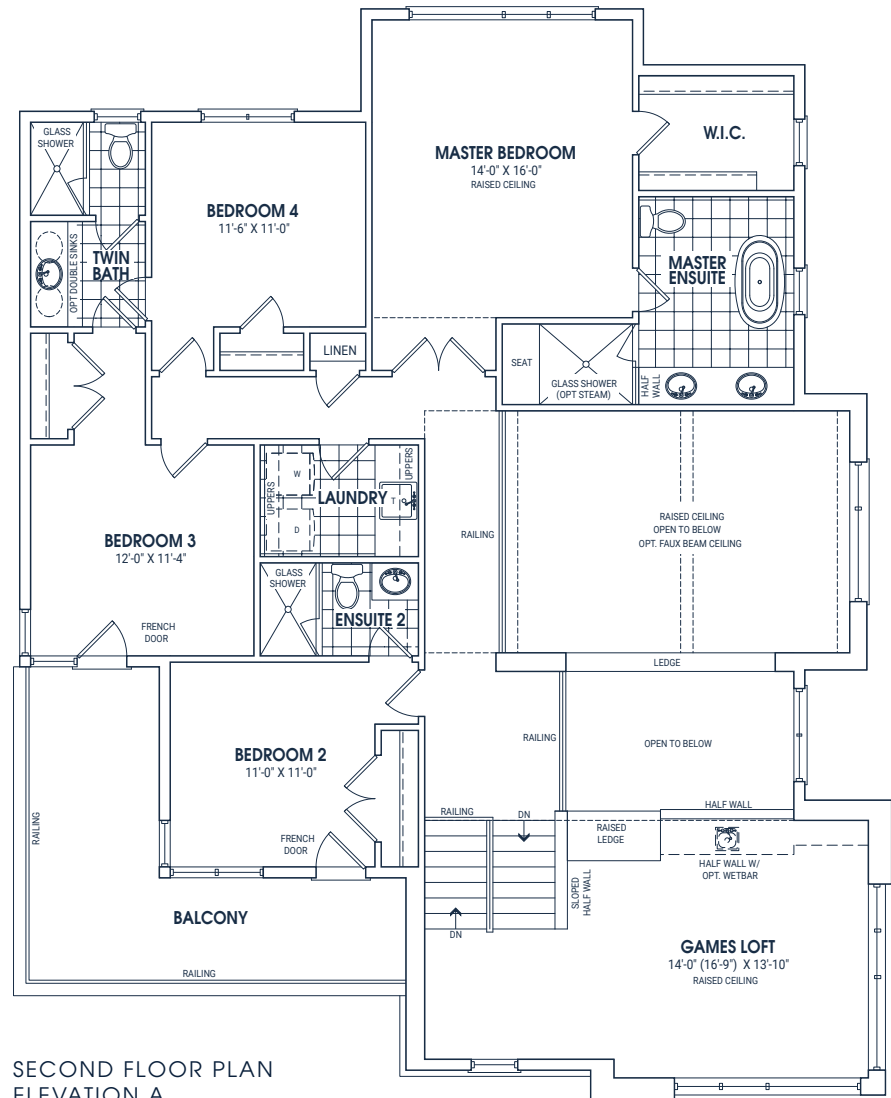 GLASS
SHOWER
W.I.C.
MASTER BEDROOM
14'-0" X 16'-0"
RAISED CEILING
BEDROOM 4
11'-6" X 11'-0"
OPT DOUBLE SINKS
TWIN
BATH
MASTER
ENSUITE
LINEN
SEAT
GLASS SHOWER
(OPT STEAM)
HALF
WALL
UPPERS
W
LAUNDRY
T
UPPERS
D
RAILING
RAISED CEILING
OPEN TO BELOW
OPT. FAUX BEAM CEILING
BEDROOM 3
12'-0" X 11'-4"
GLASS
SHOWER
ENSUITE 2
FRENCH
DOOR
LEDGE
RAILING
OPEN TO BELOW
BEDROOM 2
11'-0" X 11'-0"
RAILING
FRENCH
DOOR
RAILING
DN
HALF WALL
RAISED
LEDGE
HALF WALL W/
OPT. WETBAR
SLOPED
HALF WALL
DN
BALCONY
RAILING
GAMES LOFT
14'-0" (16'-9") X 13'-10"
RAISED CEILING
SECOND FLOOR PLAN
ELEVATION A